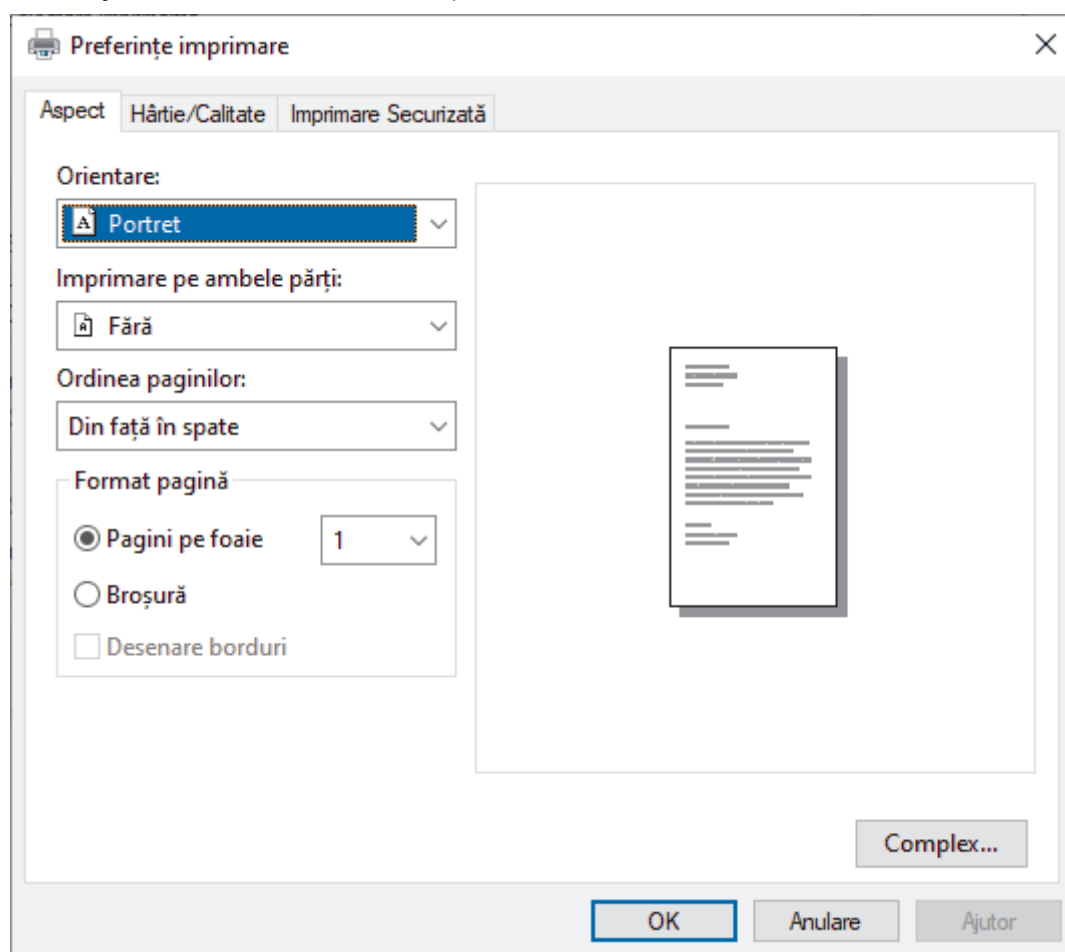 Preferințe imprimare
Aspect Hârtie/Calitate Imprimare Securizată
Orientare:
Portret
Imprimare pe ambele părți:
Fără
Ordinea paginilor:
Din față în spate
Format pagină
Pagini pe foaie 1
Broșură
Desenare borduri
Complex...
OK Anulare Ajutor